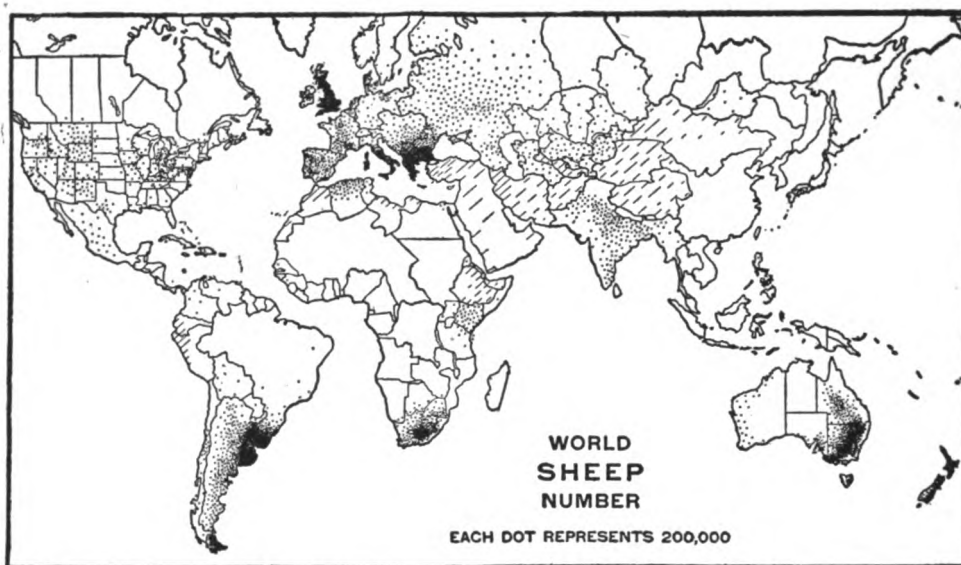 WORLD
SHEEP
NUMBER
EACH DOT REPRESENTS 200,000